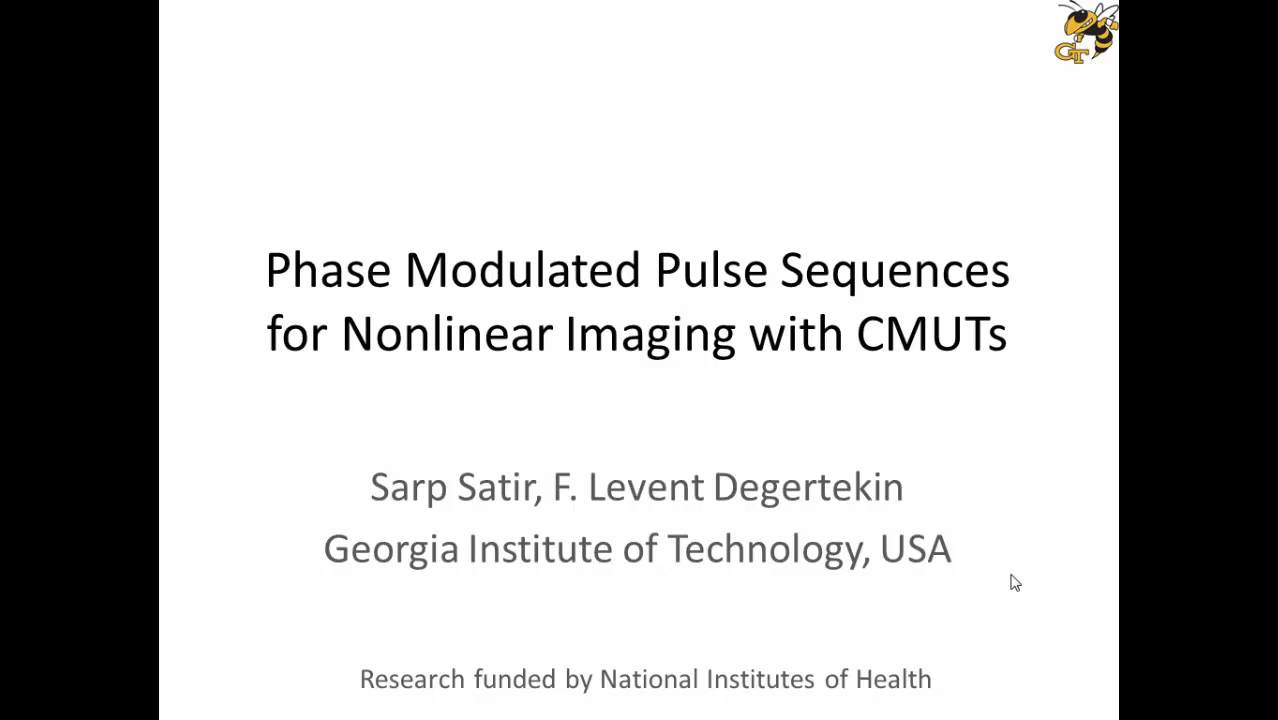 GT
Phase Modulated Pulse Sequences
for Nonlinear Imaging with CMUTs
Sarp Satir, F. Levent Degertekin
Georgia Institute of Technology, USA
Research funded by National Institutes of Health